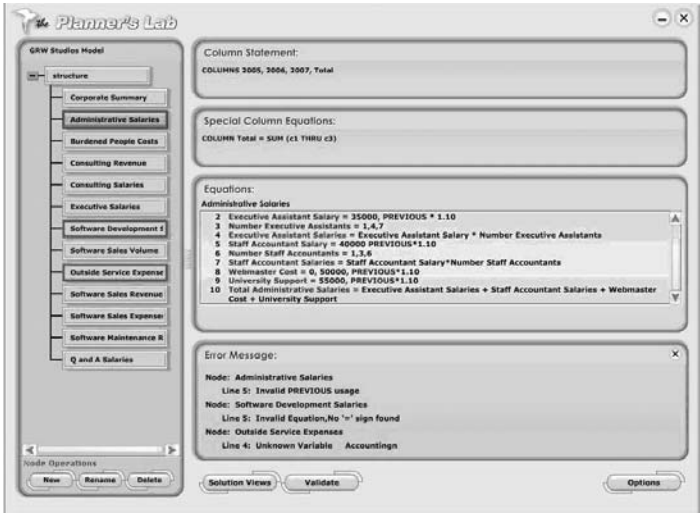 the Planner's Lab
GRW Studios Model
structure
Corporate Summary
Administrative Salaries
Burdened People Costs
Consulting Revenue
Consulting Salaries
Executive Salaries
Software Development S
Software Sales Volume
Outside Service Expense
Software Sales Revenue
Software Sales Expenses
Software Maintenance R
Q and A Salaries
Node Operations
New Rename Delete
Column Statement:
COLUMNS 2005, 2006, 2007, Total
Special Column Equations:
COLUMN Total = SUM (c1 THRU c3)
Equations:
Administrative Salaries
2 Executive Assistant Salary = 35000, PREVIOUS * 1.10
3 Number Executive Assistants = 1,4,7
4 Executive Assistant Salaries = Executive Assistant Salary * Number Executive Assistants
5 Staff Accountant Salary = 40000 PREVIOUS*1.10
6 Number Staff Accountants = 1,3,6
7 Staff Accountant Salaries = Staff Accountant Salary*Number Staff Accountants
8 Webmaster Cost = 0, 50000, PREVIOUS*1.10
9 University Support = 55000, PREVIOUS*1.10
10 Total Administrative Salaries = Executive Assistant Salaries + Staff Accountant Salaries + Webmaster
Cost + University Support
Error Message:
Node: Administrative Salaries
Line 5: Invalid PREVIOUS usage
Node: Software Development Salaries
Line 5: Invalid Equation,No '=' sign found
Node: Outside Service Expenses
Line 4: Unknown Variable Accountingn
Solution Views Validate Options